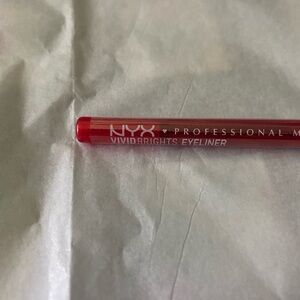 NYX PROFESSIONAL M
VIVIDBRIGHTS EYELINER